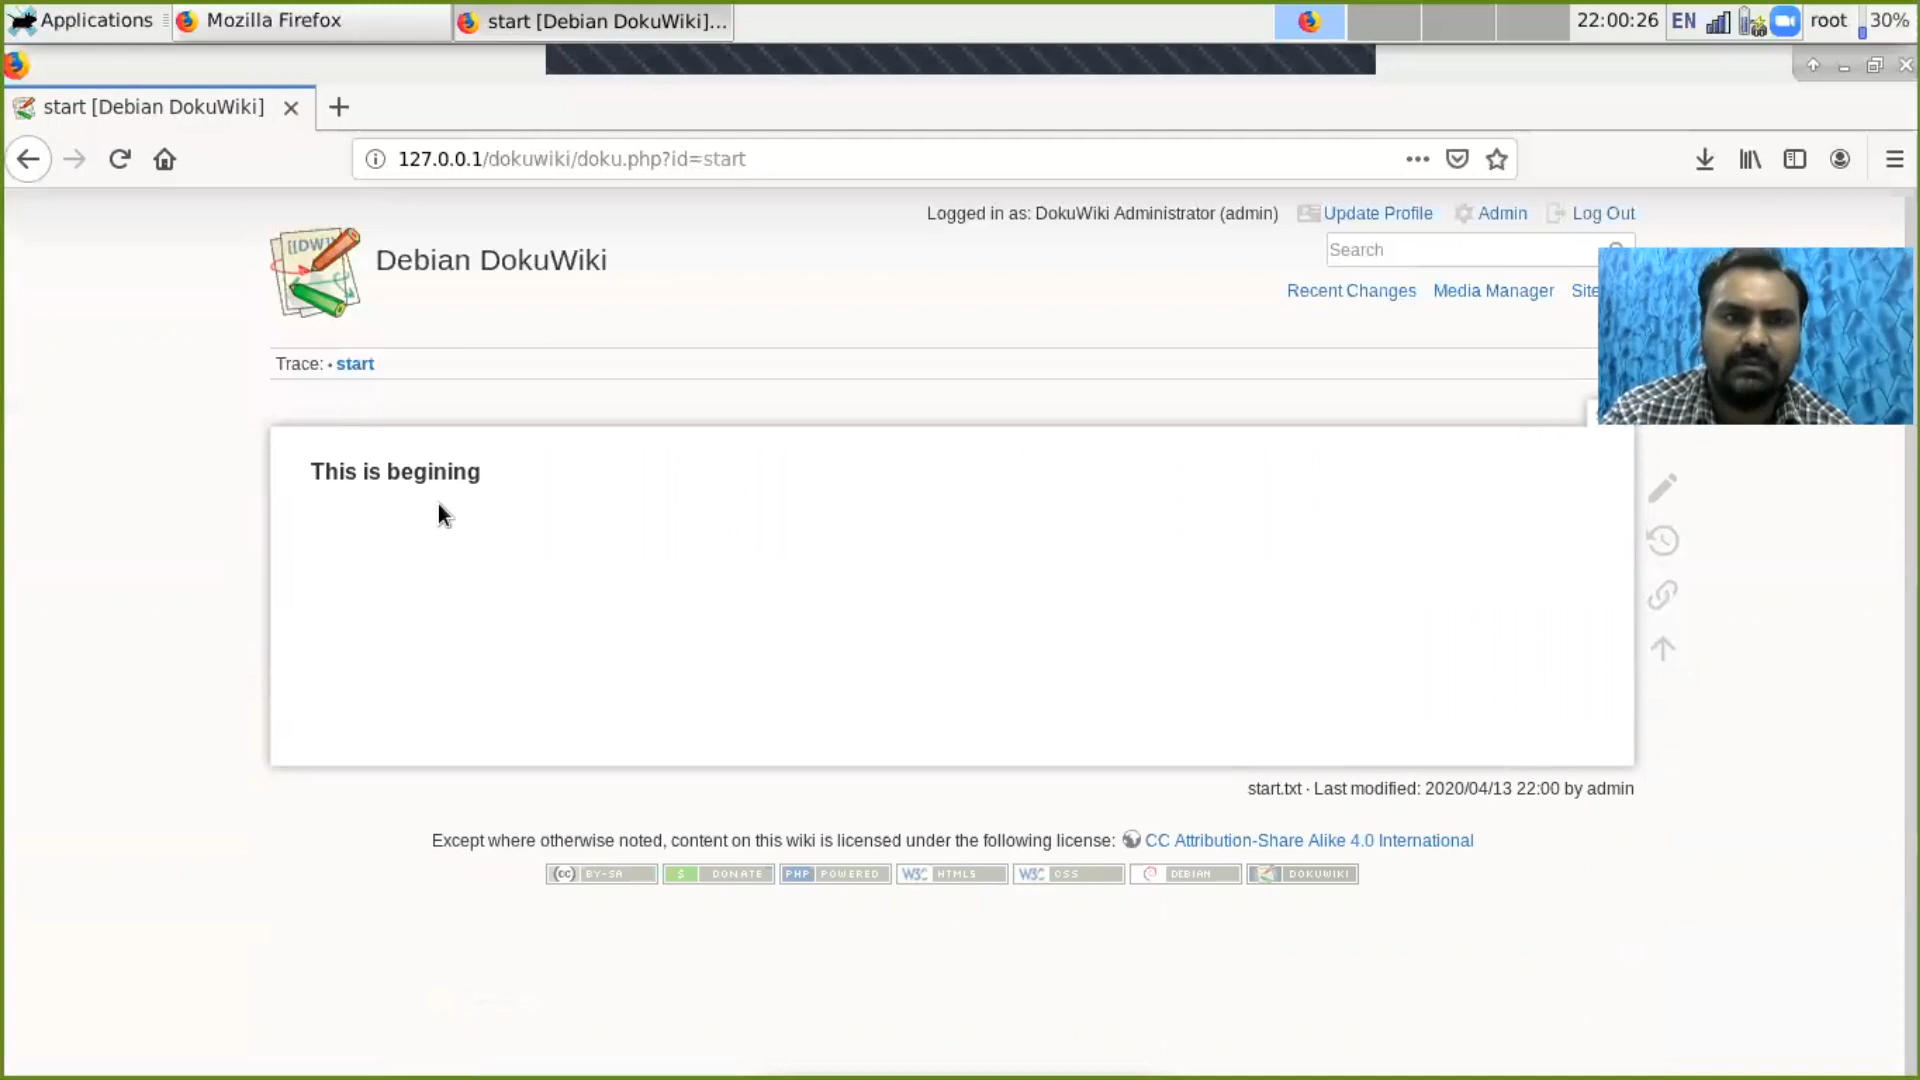 Applications
Mozilla Firefox
start [Debian DokuWiki]...
22:00:26
EN
root
30%
start [Debian DokuWiki]
127.0.0.1/dokuwiki/doku.php?id=start
Logged in as: DokuWiki Administrator (admin)
Update Profile
Admin
Log Out
[[DW]]
Debian DokuWiki
Search
Recent Changes
Media Manager
Site
Trace: • start
This is begining
start.txt · Last modified: 2020/04/13 22:00 by admin
Except where otherwise noted, content on this wiki is licensed under the following license: CC Attribution-Share Alike 4.0 International
(cc) BY-SA
$ DONATE
PHP POWERED
W3C HTML5
W3C CSS
DEBIAN
DOKUWIKI